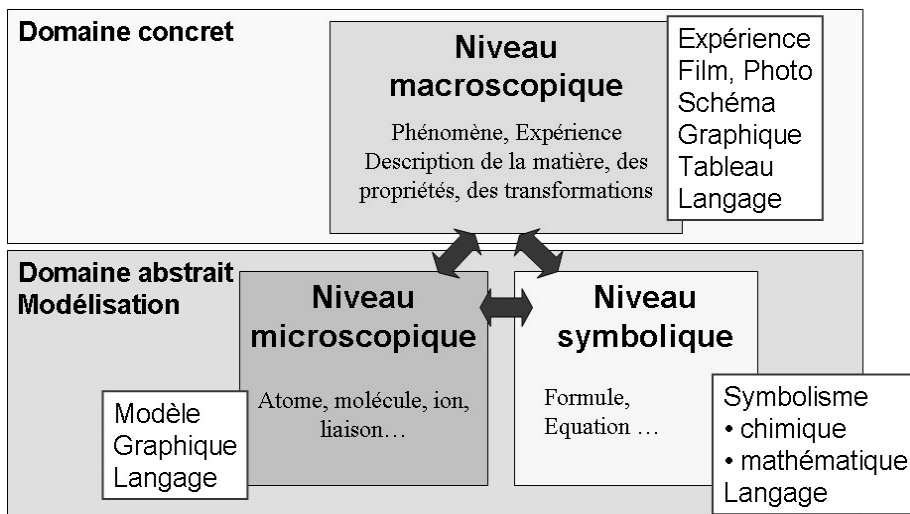 Domaine concret
Niveau
macroscopique
Phénomène, Expérience
Description de la matière, des
propriétés, des transformations
Expérience
Film, Photo
Schéma
Graphique
Tableau
Langage
Domaine abstrait
Modélisation
Niveau
microscopique
Atome, molécule, ion,
liaison…
Modèle
Graphique
Langage
Niveau
symbolique
Formule,
Equation …
Symbolisme
• chimique
• mathématique
Langage